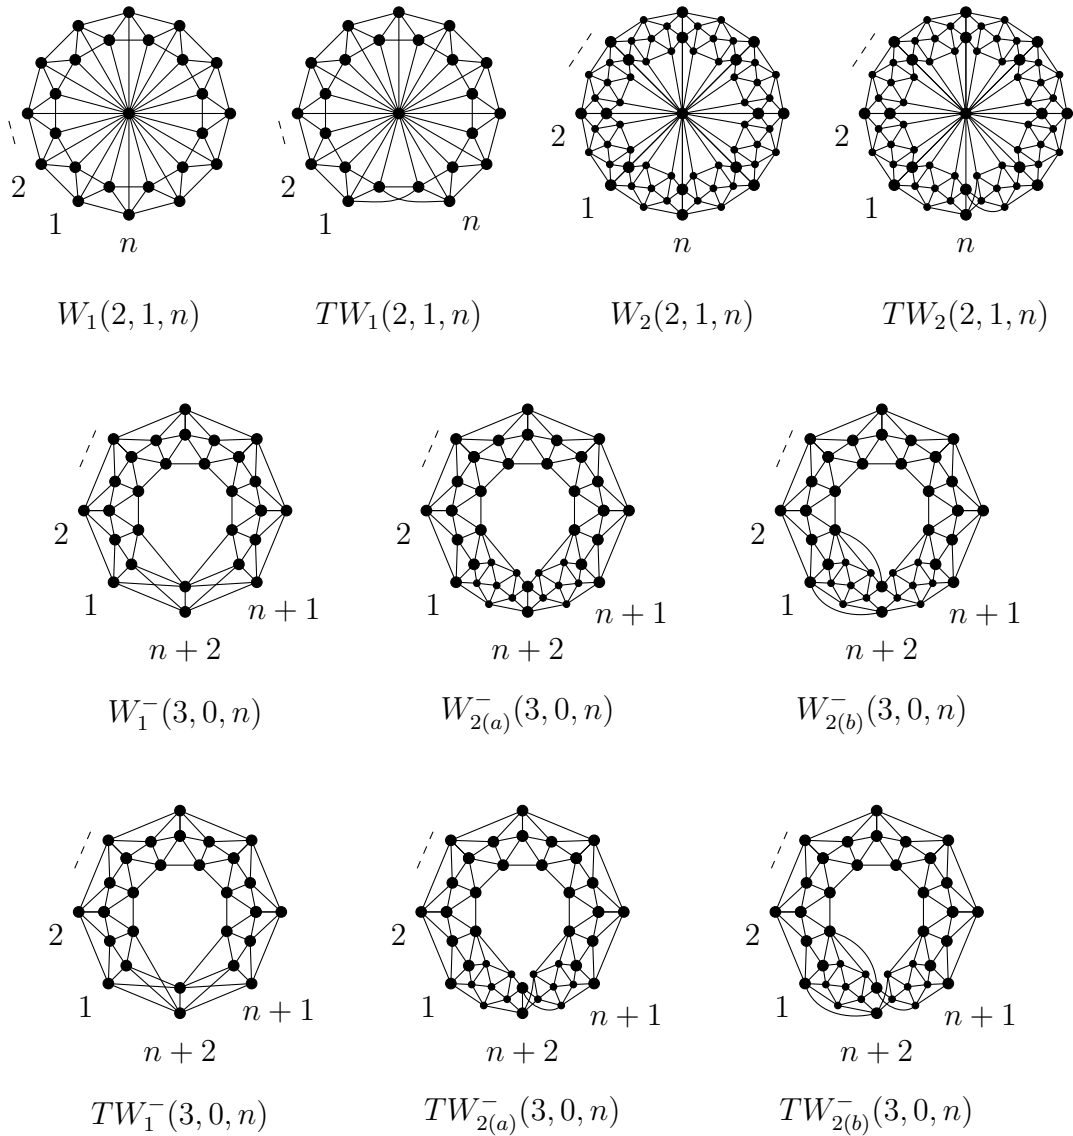 2 2 2 2
1 1 1 1
n n n n
W_1(2, 1, n) TW_1(2, 1, n) W_2(2, 1, n) TW_2(2, 1, n)
2 2 2
1 n + 1 1 n + 1 1 n + 1
n + 2 n + 2 n + 2
W_1^-(3, 0, n) W_{2(a)}^-(3, 0, n) W_{2(b)}^-(3, 0, n)
2 2 2
1 n + 1 1 n + 1 1 n + 1
n + 2 n + 2 n + 2
TW_1^-(3, 0, n) TW_{2(a)}^-(3, 0, n) TW_{2(b)}^-(3, 0, n)